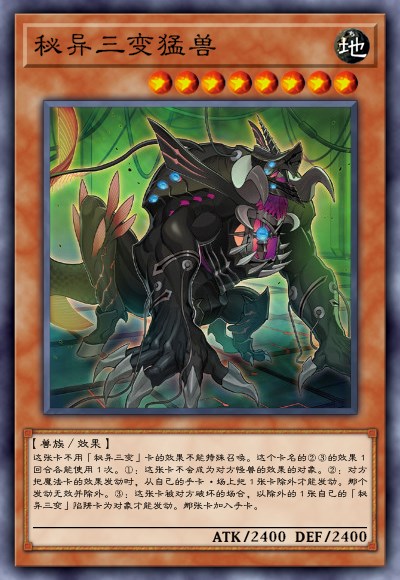 秘异三变猛兽
地
【兽族／效果】
这张卡不用「秘异三变」卡的效果不能特殊召唤。这个卡名的②③的效果1
回合各能使用1次。①：这张卡不会成为对方怪兽的效果的对象。②：对方
把魔法卡的效果发动时，从自己的手卡・场上把1张卡除外才能发动。那个
发动无效并除外。③：这张卡被对方破坏的场合，以除外的1张自己的「秘
异三变」陷阱卡为对象才能发动。那张卡加入手卡。
ATK/2400 DEF/2400